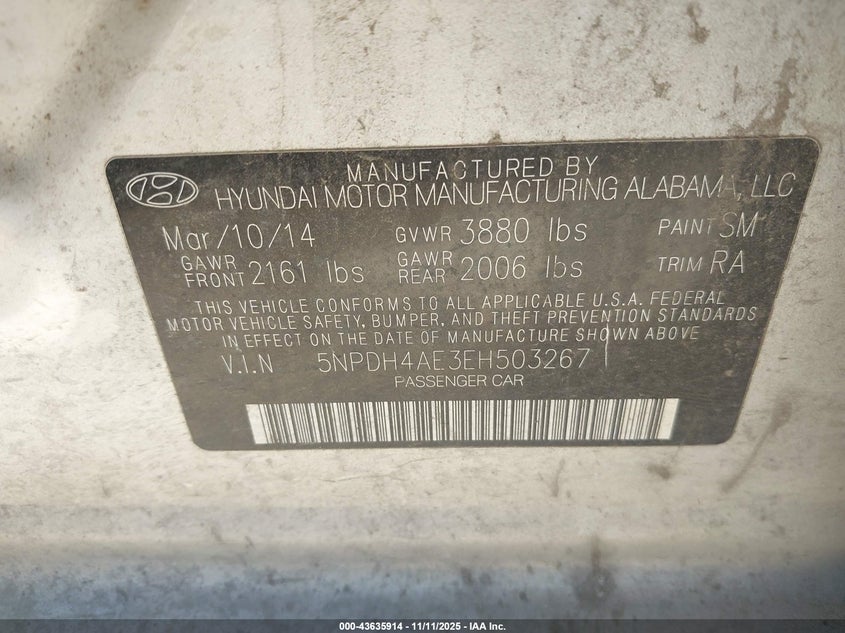 MANUFACTURED BY
HYUNDAI MOTOR MANUFACTURING ALABAMA, LLC
Mar/10/14 GVWR 3880 lbs PAINT SM
GAWR FRONT 2161 lbs GAWR REAR 2006 lbs TRIM RA
THIS VEHICLE CONFORMS TO ALL APPLICABLE U.S.A. FEDERAL
MOTOR VEHICLE SAFETY, BUMPER, AND THEFT PREVENTION STANDARDS
IN EFFECT ON THE DATE OF MANUFACTURE SHOWN ABOVE
V.I.N 5NPDH4AE3EH503267
PASSENGER CAR
000-43635914 - 11/11/2025 - IAA Inc.